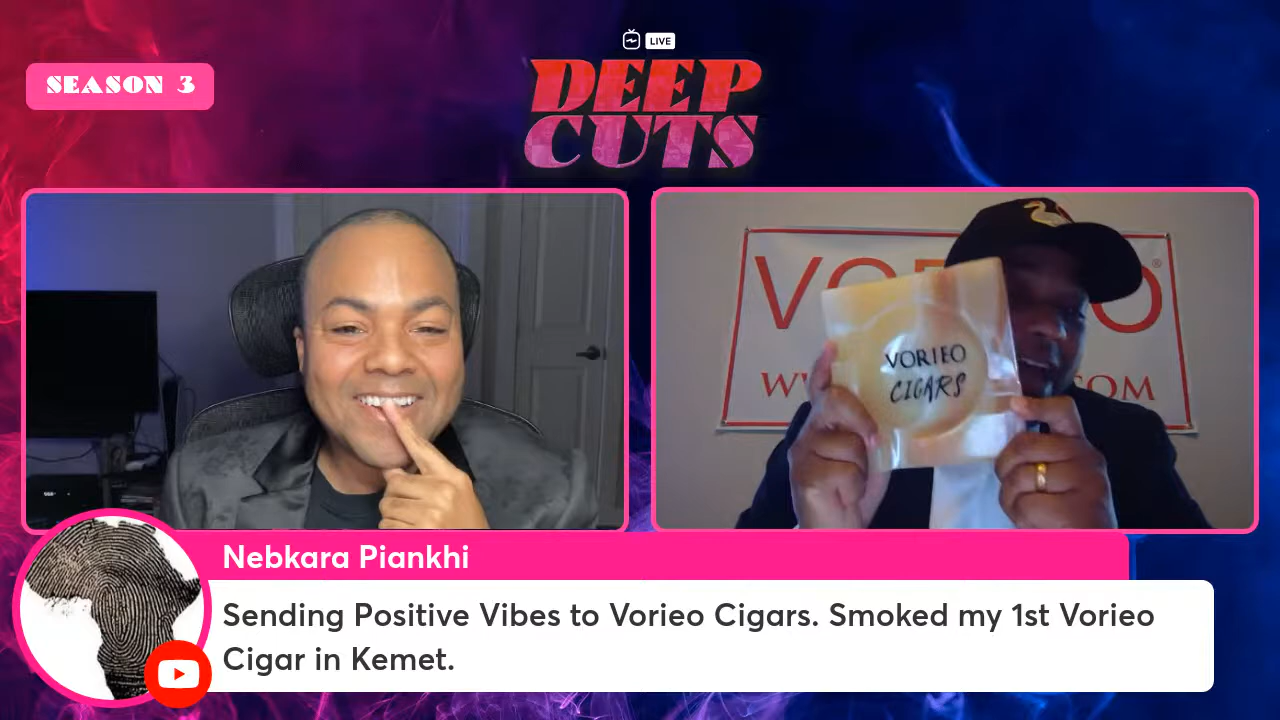 LIVE
SEASON 3
DEEP
CUTS
VORIEO
CIGARS
®
.COM
Nebkara Piankhi
Sending Positive Vibes to Vorieo Cigars. Smoked my 1st Vorieo
Cigar in Kemet.